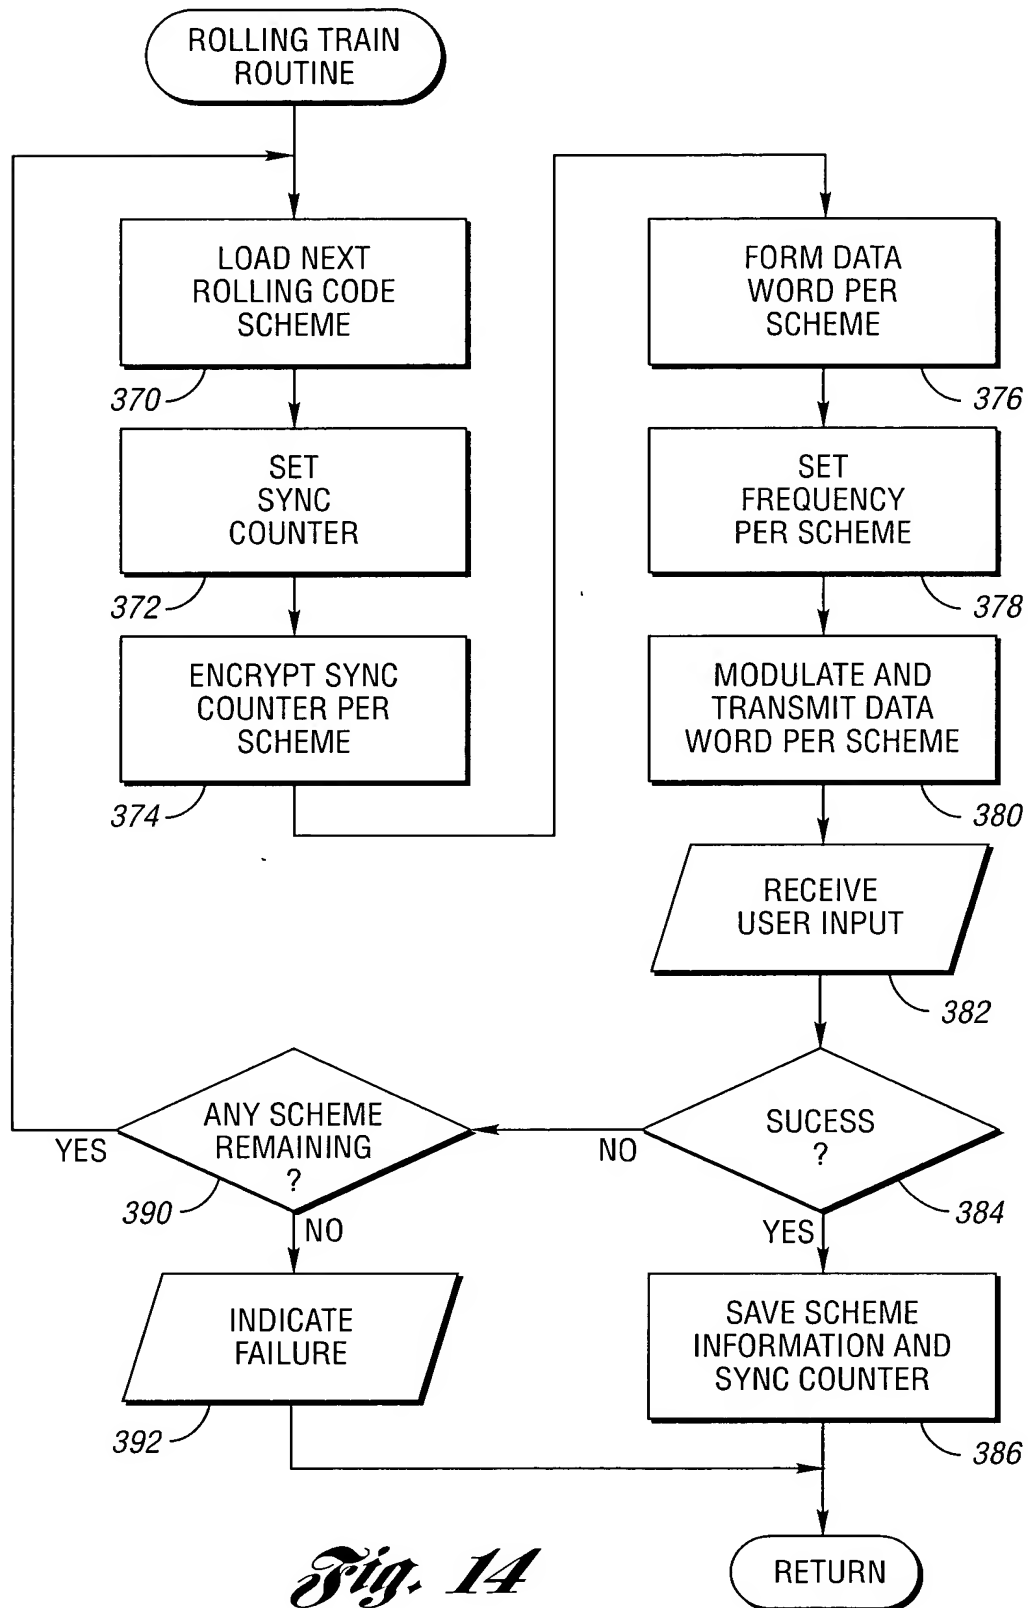 ROLLING TRAIN
ROUTINE
LOAD NEXT
ROLLING CODE
SCHEME
370
SET
SYNC
COUNTER
372
ENCRYPT SYNC
COUNTER PER
SCHEME
374
FORM DATA
WORD PER
SCHEME
376
SET
FREQUENCY
PER SCHEME
378
MODULATE AND
TRANSMIT DATA
WORD PER SCHEME
380
RECEIVE
USER INPUT
382
SUCESS
?
384
NO
YES
ANY SCHEME
REMAINING
?
390
YES
NO
INDICATE
FAILURE
392
SAVE SCHEME
INFORMATION AND
SYNC COUNTER
386
RETURN
Fig. 14